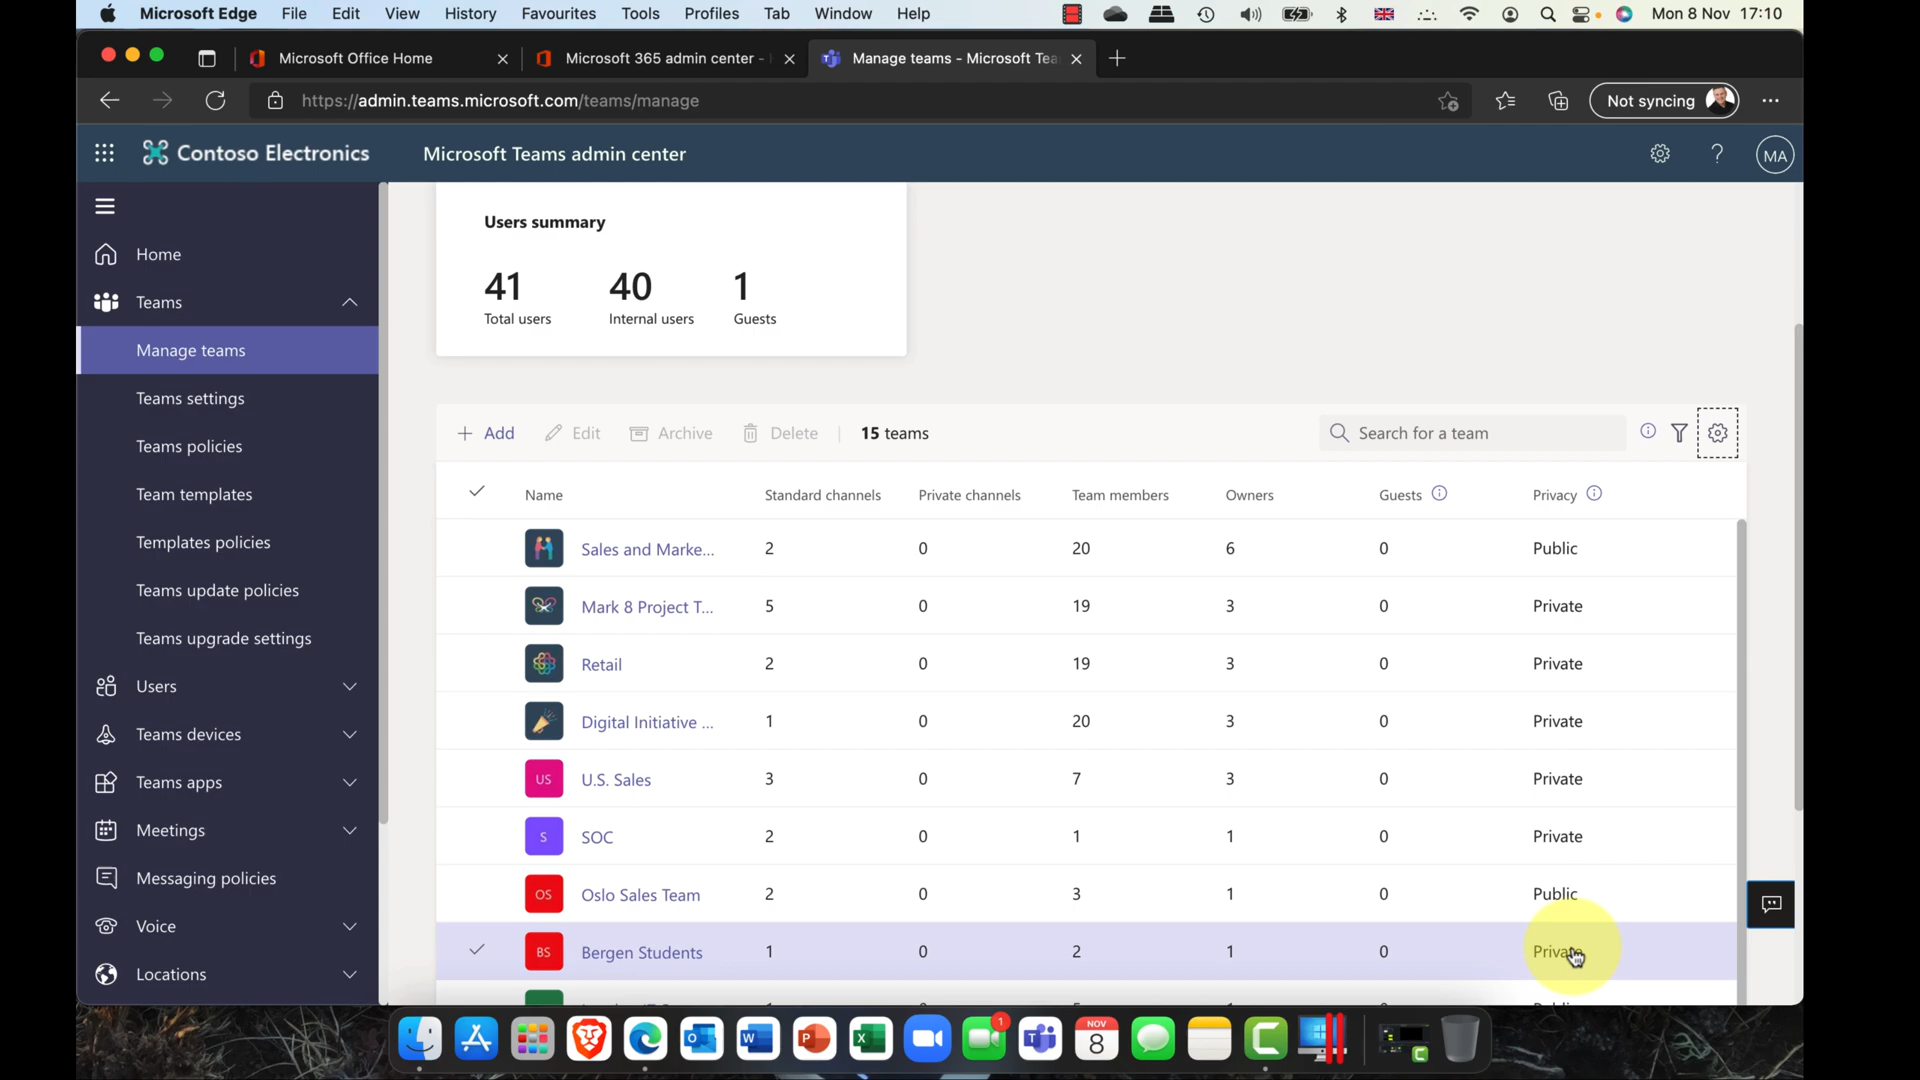 Microsoft Edge File Edit View History Favourites Tools Profiles Tab Window Help Mon 8 Nov 17:10
Microsoft Office Home Microsoft 365 admin center - Manage teams - Microsoft Tea
https://admin.teams.microsoft.com/teams/manage Not syncing
Contoso Electronics Microsoft Teams admin center ? MA
Home
Teams
Manage teams
Teams settings
Teams policies
Team templates
Templates policies
Teams update policies
Teams upgrade settings
Users
Teams devices
Teams apps
Meetings
Messaging policies
Voice
Locations
Users summary
41 40 1
Total users Internal users Guests
Add Edit Archive Delete 15 teams Search for a team
Name Standard channels Private channels Team members Owners Guests Privacy
Sales and Marke... 2 0 20 6 0 Public
Mark 8 Project T... 5 0 19 3 0 Private
Retail 2 0 19 3 0 Private
Digital Initiative ... 1 0 20 3 0 Private
US U.S. Sales 3 0 7 3 0 Private
S SOC 2 0 1 1 0 Private
OS Oslo Sales Team 2 0 3 1 0 Public
BS Bergen Students 1 0 2 1 0 Private
1
NOV
8